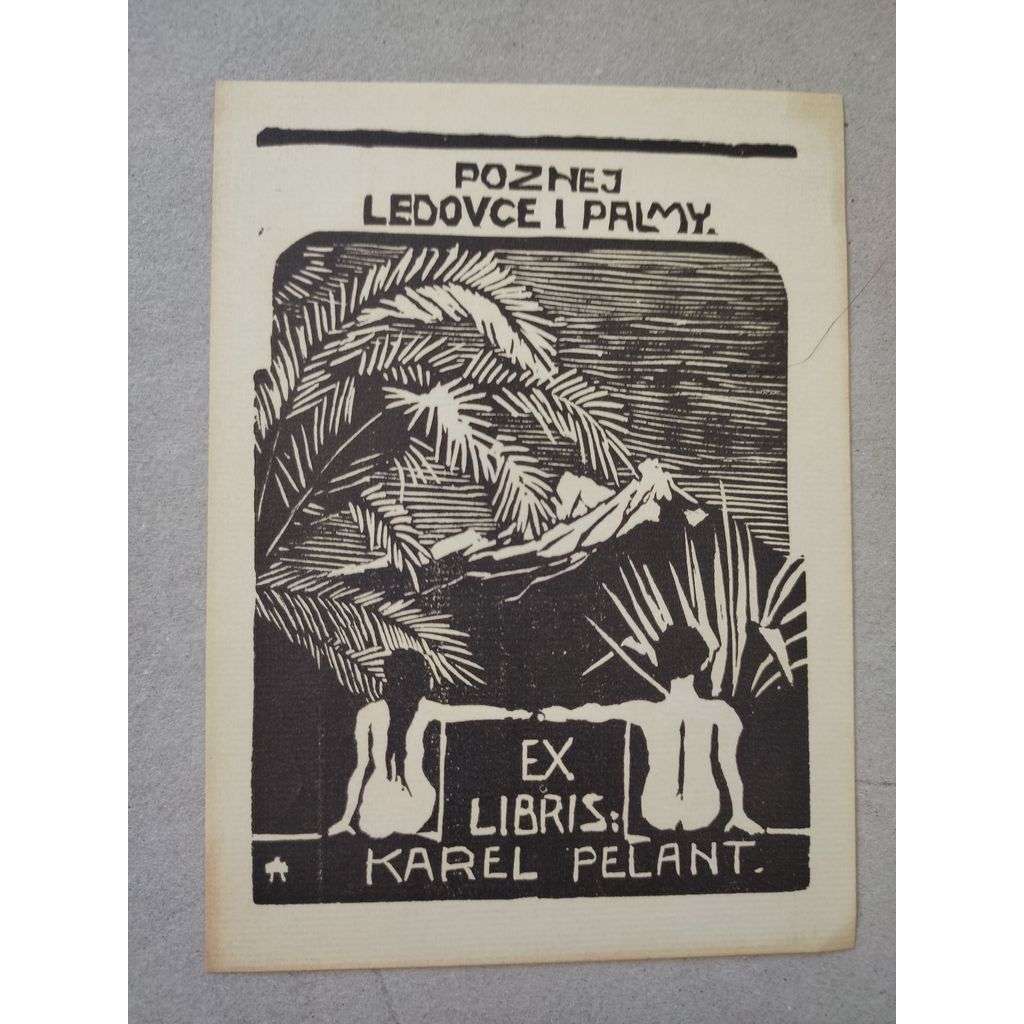 POZNEJ
LEDOVCE I PALMY.
EX
LIBRIS:
KAREL PELANT.